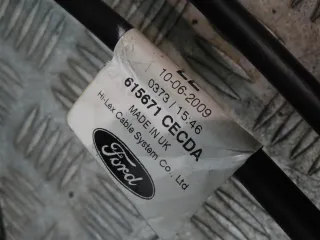 10-06-2009
0373 / 15:46
615671 CECDA
MADE IN UK
Hi-Lex Cable System Co., Ltd
Ford